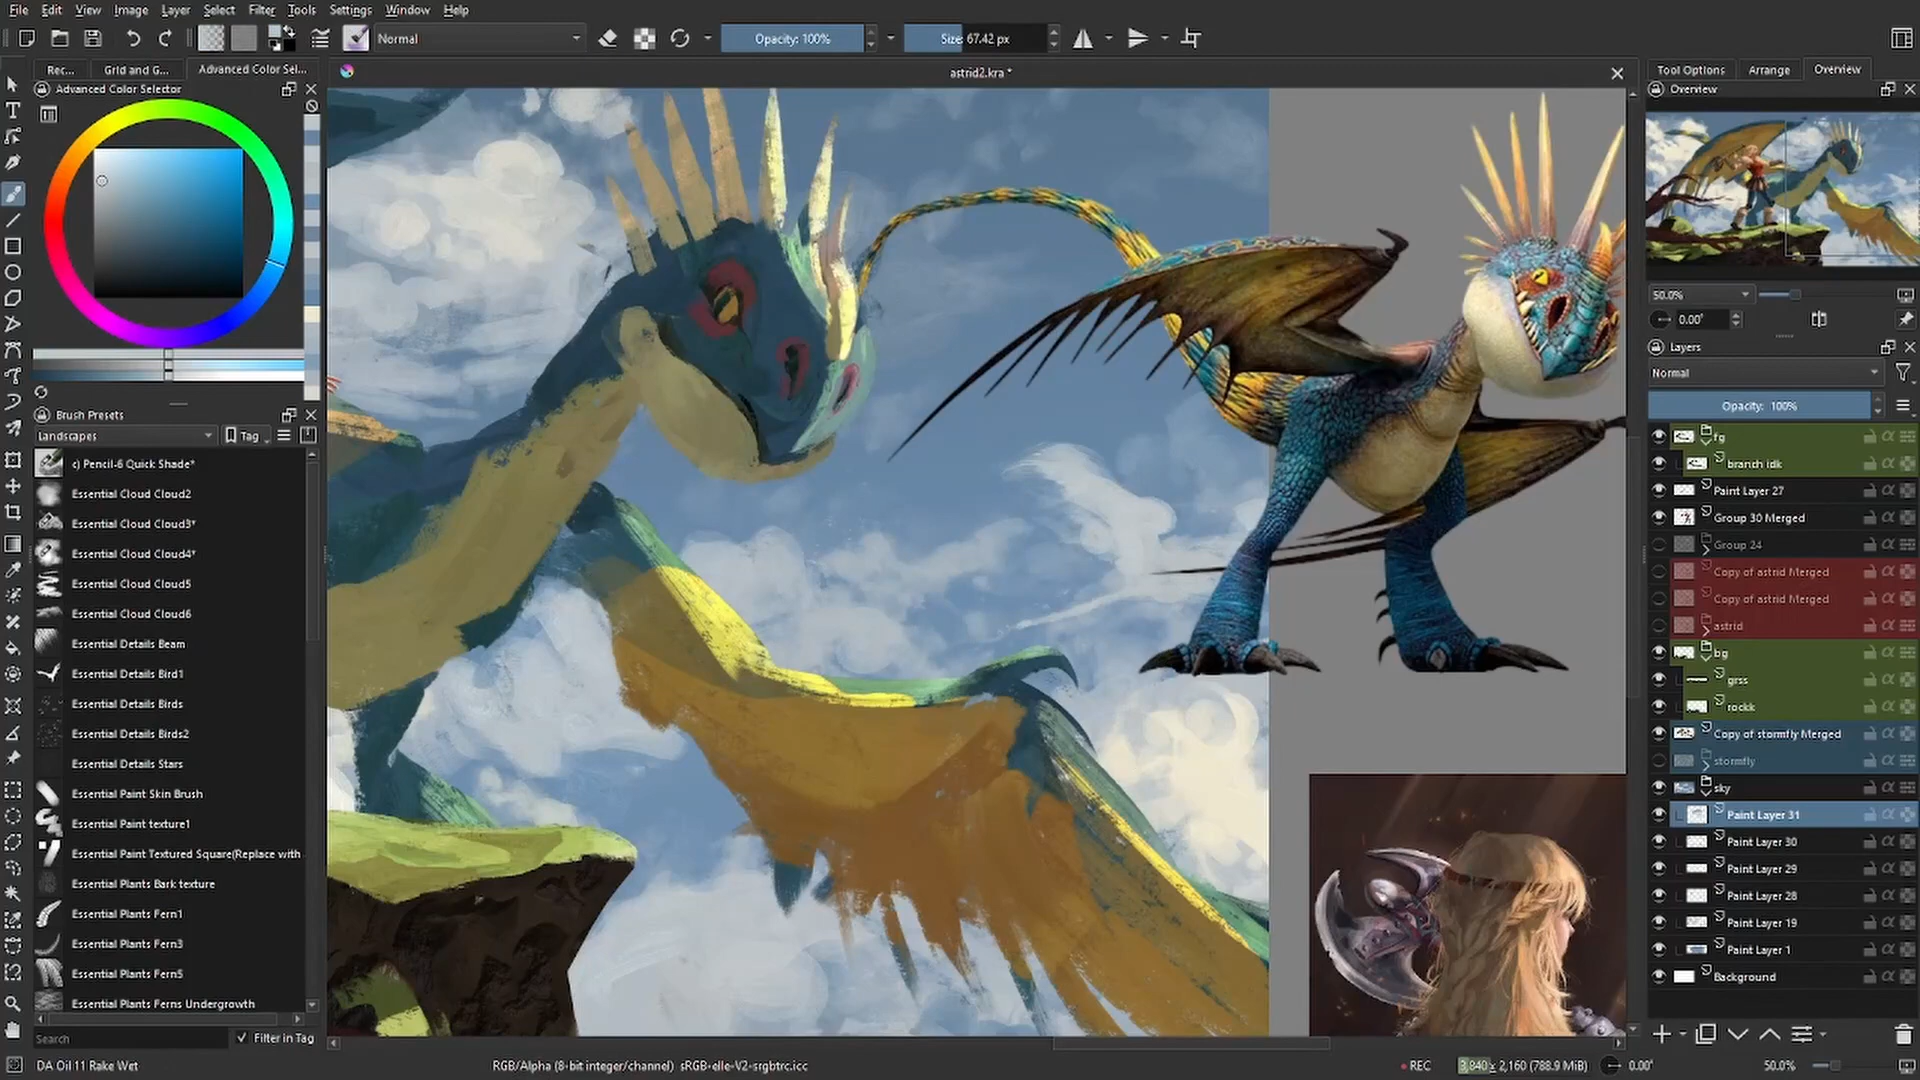 File Edit View Image Layer Select Filter Tools Settings Window Help
Normal Opacity: 100% Size: 67.42 px
Rec... Grid and G... Advanced Color Sel...
astrid2.kra *
Tool Options Arrange Overview
Advanced Color Selector
Overview
50.0%
0.00°
Layers
Normal
Opacity: 100%
Brush Presets
Landscapes Tag
c) Pencil-6 Quick Shade*
Essential Cloud Cloud2
Essential Cloud Cloud3*
Essential Cloud Cloud4*
Essential Cloud Cloud5
Essential Cloud Cloud6
Essential Details Beam
Essential Details Bird1
Essential Details Birds
Essential Details Birds2
Essential Details Stars
Essential Paint Skin Brush
Essential Paint texture1
Essential Paint Textured Square(Replace with
Essential Plants Bark texture
Essential Plants Fern1
Essential Plants Fern3
Essential Plants Fern5
Essential Plants Ferns Undergrowth
Search Filter in Tag
fg
branch idk
Paint Layer 27
Group 30 Merged
Group 24
Copy of astrid Merged
Copy of astrid Merged
astrid
bg
grss
rockk
Copy of stormfly Merged
stormfly
sky
Paint Layer 31
Paint Layer 30
Paint Layer 29
Paint Layer 28
Paint Layer 19
Paint Layer 1
Background
DA Oil 11 Rake Wet
RGB/Alpha (8-bit integer/channel) sRGB-elle-V2-srgbtrc.icc
REC 3,840 x 2,160 (788.9 MiB) 0.00° 50.0%